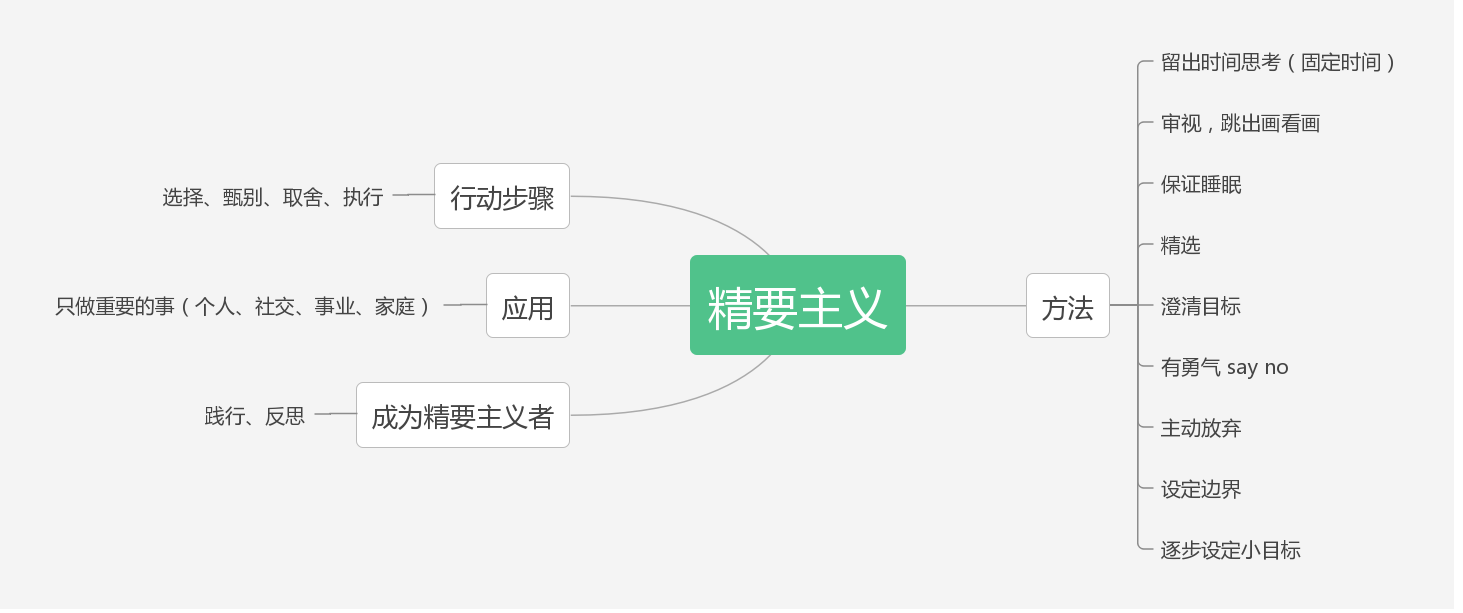 精要主义
方法
留出时间思考（固定时间）
审视，跳出画看画
保证睡眠
精选
澄清目标
有勇气 say no
主动放弃
设定边界
逐步设定小目标
行动步骤
选择、甄别、取舍、执行
应用
只做重要的事（个人、社交、事业、家庭）
成为精要主义者
践行、反思